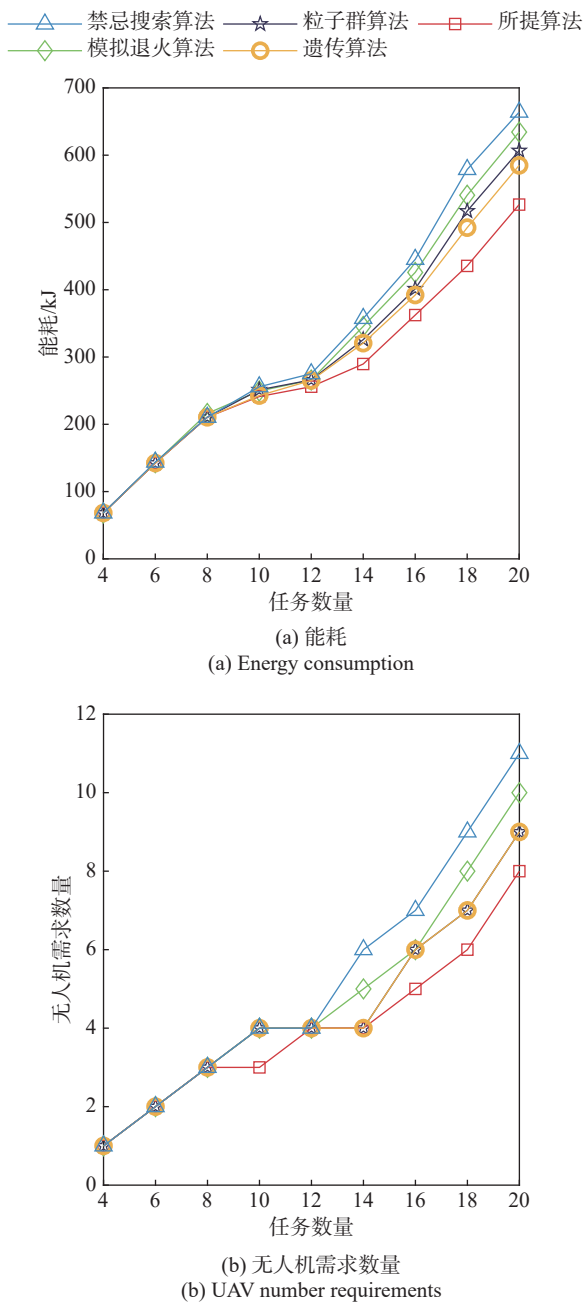 禁忌搜索算法 粒子群算法 所提算法
模拟退火算法 遗传算法
700
600
500
400
300
200
100
0
能耗/kJ
4 6 8 10 12 14 16 18 20
任务数量
(a) 能耗
(a) Energy consumption
12
10
8
6
4
2
0
无人机需求数量
4 6 8 10 12 14 16 18 20
任务数量
(b) 无人机需求数量
(b) UAV number requirements